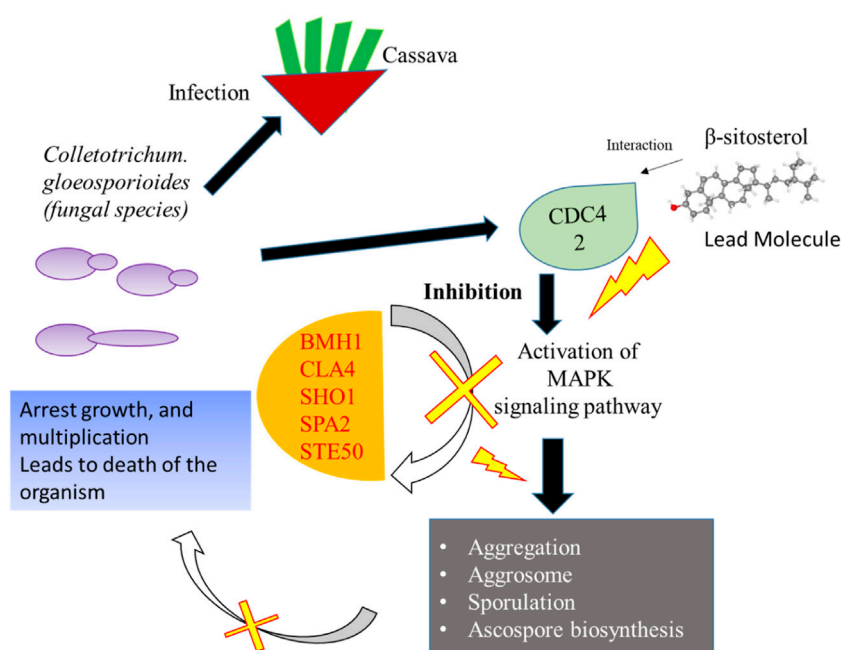 Cassava
Infection
Colletotrichum.
gloeosporioides
(fungal species)
Interaction
β-sitosterol
CDC4
2
Lead Molecule
Inhibition
BMH1
CLA4
SHO1
SPA2
STE50
Activation of
MAPK
signaling pathway
Arrest growth, and
multiplication
Leads to death of the
organism
• Aggregation
• Aggrosome
• Sporulation
• Ascospore biosynthesis